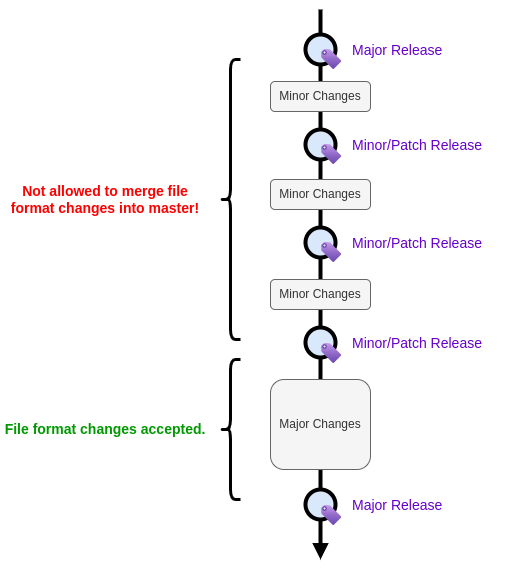 Major Release
Minor Changes
Minor/Patch Release
Not allowed to merge file
format changes into master!
Minor Changes
Minor/Patch Release
Minor Changes
Minor/Patch Release
File format changes accepted.
Major Changes
Major Release